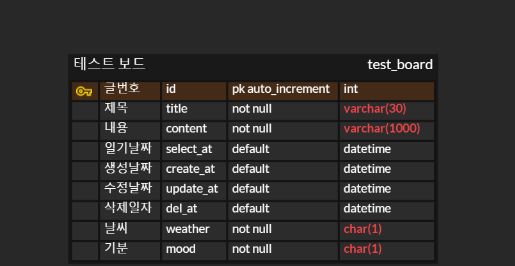 테스트 보드 test_board
글번호 id pk auto_increment int
제목 title not null varchar(30)
내용 content not null varchar(1000)
일기날짜 select_at default datetime
생성날짜 create_at default datetime
수정날짜 update_at default datetime
삭제일자 del_at default datetime
날씨 weather not null char(1)
기분 mood not null char(1)